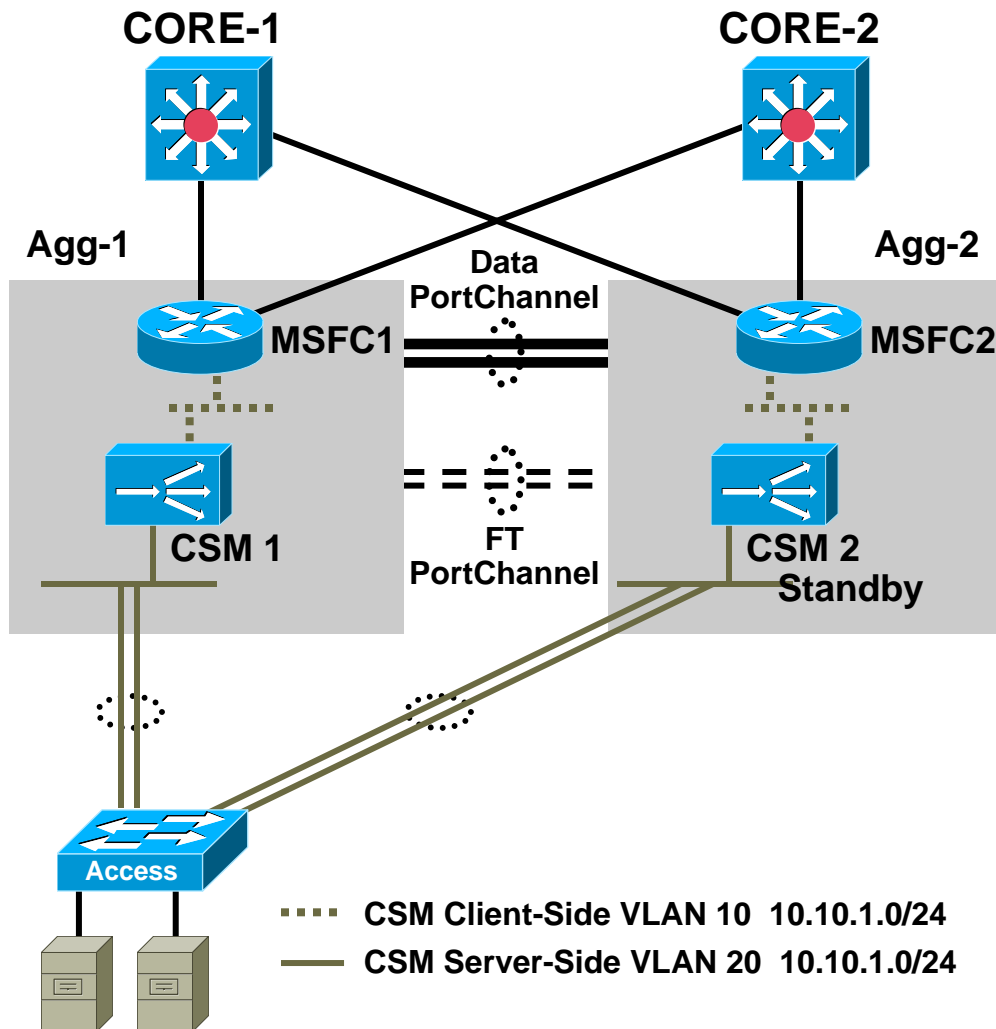 CORE-1
CORE-2
Agg-1
Agg-2
Data
PortChannel
MSFC1
MSFC2
CSM 1
FT
PortChannel
CSM 2
Standby
Access
CSM Client-Side VLAN 10 10.10.1.0/24
CSM Server-Side VLAN 20 10.10.1.0/24